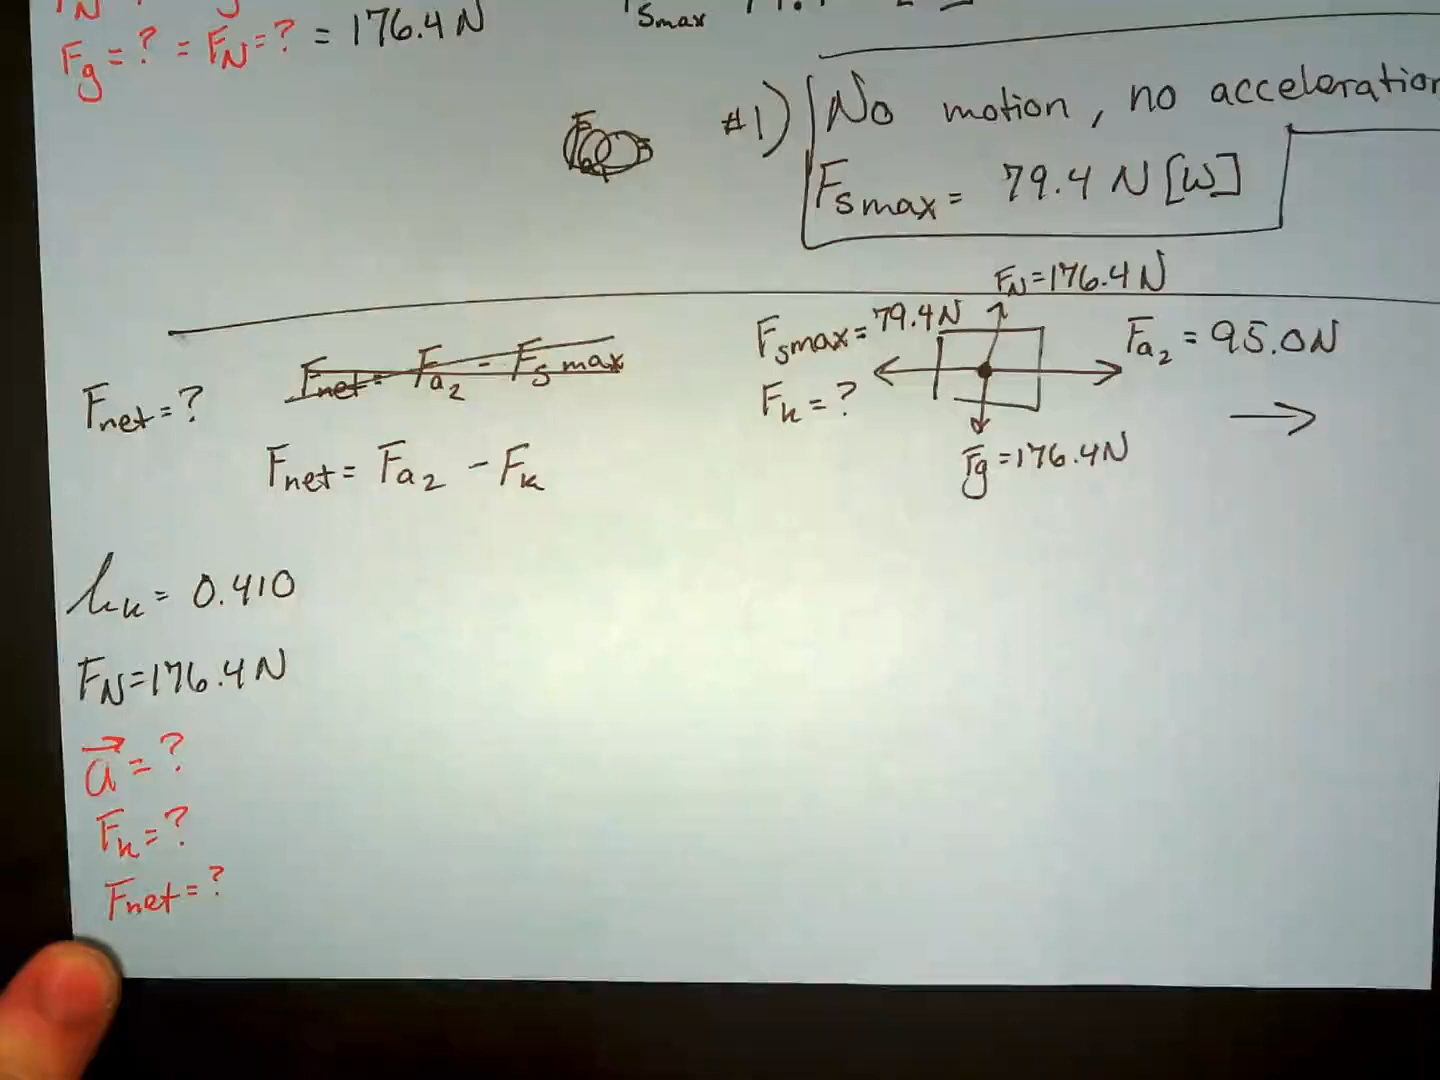 Fg = ? = FN = ? = 176.4 N
Smax
#1) No motion, no acceleration
Fsmax = 79.4 N [W]
FN = 176.4 N
Fsmax = 79.4 N
Fa2 = 95.0 N
Fnet = ?
Fnet = Fa2 - Fsmax
Fk = ?
Fnet = Fa2 - Fk
Fg = 176.4 N
μk = 0.410
FN = 176.4 N
a = ?
Fk = ?
Fnet = ?